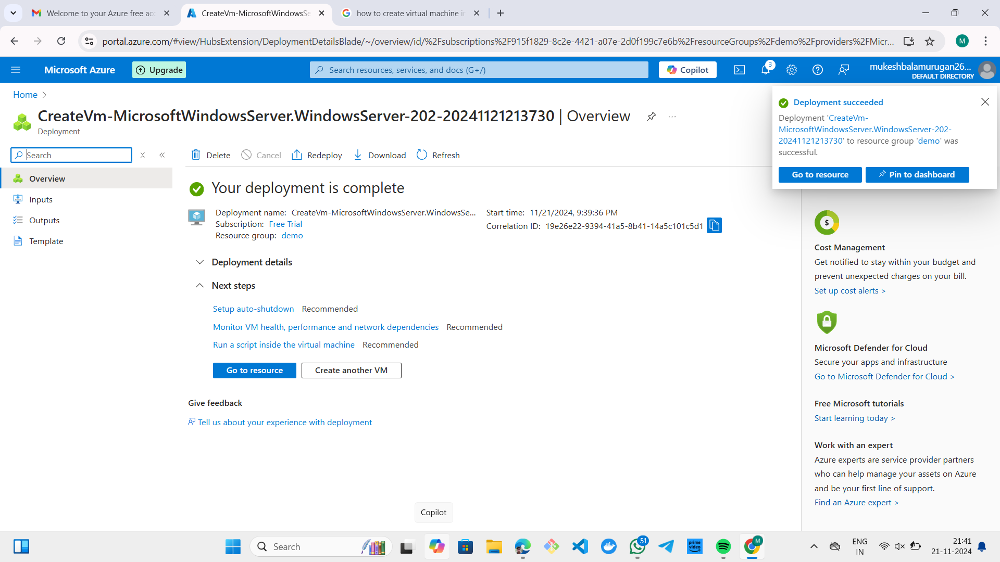 Welcome to your Azure free acc
CreateVm-MicrosoftWindowsSe
how to create virtual machine in
portal.azure.com/#view/HubsExtension/DeploymentDetailsBlade/~/overview/id/%2Fsubscriptions%2F915f1829-8c2e-4421-a07e-2d0f199c7e6b%2FresourceGroups%2Fdemo%2Fproviders%2FMicr...
M
Microsoft Azure
Upgrade
Search resources, services, and docs (G+/)
Copilot
3
mukeshbalamurugan26...
DEFAULT DIRECTORY
Home
CreateVm-MicrosoftWindowsServer.WindowsServer-202-20241121213730 | Overview
Deployment
Search
Delete
Cancel
Redeploy
Download
Refresh
Overview
Inputs
Outputs
Template
Your deployment is complete
Deployment name: CreateVm-MicrosoftWindowsServer.WindowsSe...
Subscription: Free Trial
Resource group: demo
Start time: 11/21/2024, 9:39:36 PM
Correlation ID: 19e26e22-9394-41a5-8b41-14a5c101c5d1
Deployment details
Next steps
Setup auto-shutdown Recommended
Monitor VM health, performance and network dependencies Recommended
Run a script inside the virtual machine Recommended
Go to resource
Create another VM
Give feedback
Tell us about your experience with deployment
Deployment succeeded
Deployment 'CreateVm-
MicrosoftWindowsServer.WindowsServer-202-
20241121213730' to resource group 'demo' was
successful.
Go to resource
Pin to dashboard
$
Cost Management
Get notified to stay within your budget and
prevent unexpected charges on your bill.
Set up cost alerts >
Microsoft Defender for Cloud
Secure your apps and infrastructure
Go to Microsoft Defender for Cloud >
Free Microsoft tutorials
Start learning today >
Work with an expert
Azure experts are service provider partners
who can help manage your assets on Azure
and be your first line of support.
Find an Azure expert >
Copilot
Search
51
prime
video
M
ENG
IN
21:41
21-11-2024